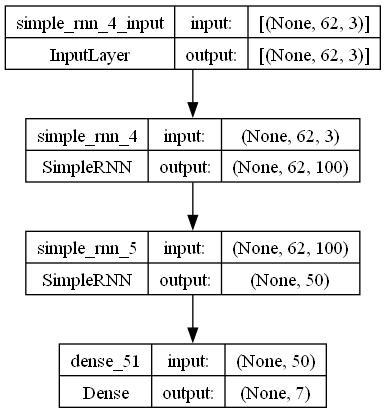 simple_rnn_4_input input: [(None, 62, 3)]
InputLayer output: [(None, 62, 3)]
simple_rnn_4 input: (None, 62, 3)
SimpleRNN output: (None, 62, 100)
simple_rnn_5 input: (None, 62, 100)
SimpleRNN output: (None, 50)
dense_51 input: (None, 50)
Dense output: (None, 7)